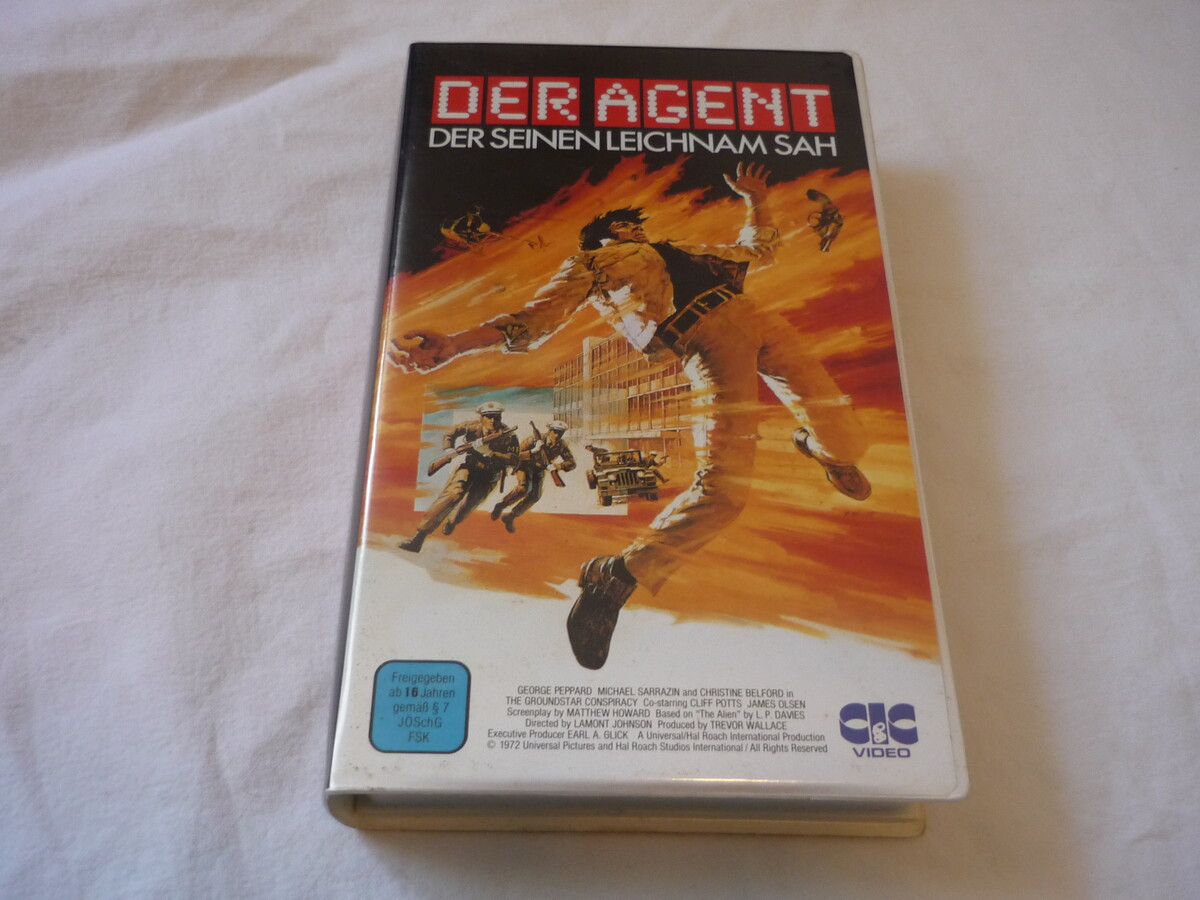 DER AGENT
DER SEINEN LEICHNAM SAH
Freigegeben
ab 16 Jahren
gemäß § 7
JÖSchG
FSK
GEORGE PEPPARD MICHAEL SARRAZIN and CHRISTINE BELFORD in
THE GROUNDSTAR CONSPIRACY Co-starring CLIFF POTTS JAMES OLSEN
Screenplay by MATTHEW HOWARD Based on "The Alien" by L. P. DAVIES
Directed by LAMONT JOHNSON Produced by TREVOR WALLACE
Executive Producer EARL A. GLICK A Universal/Hal Roach International Production
© 1972 Universal Pictures and Hal Roach Studios International / All Rights Reserved
CIC
VIDEO